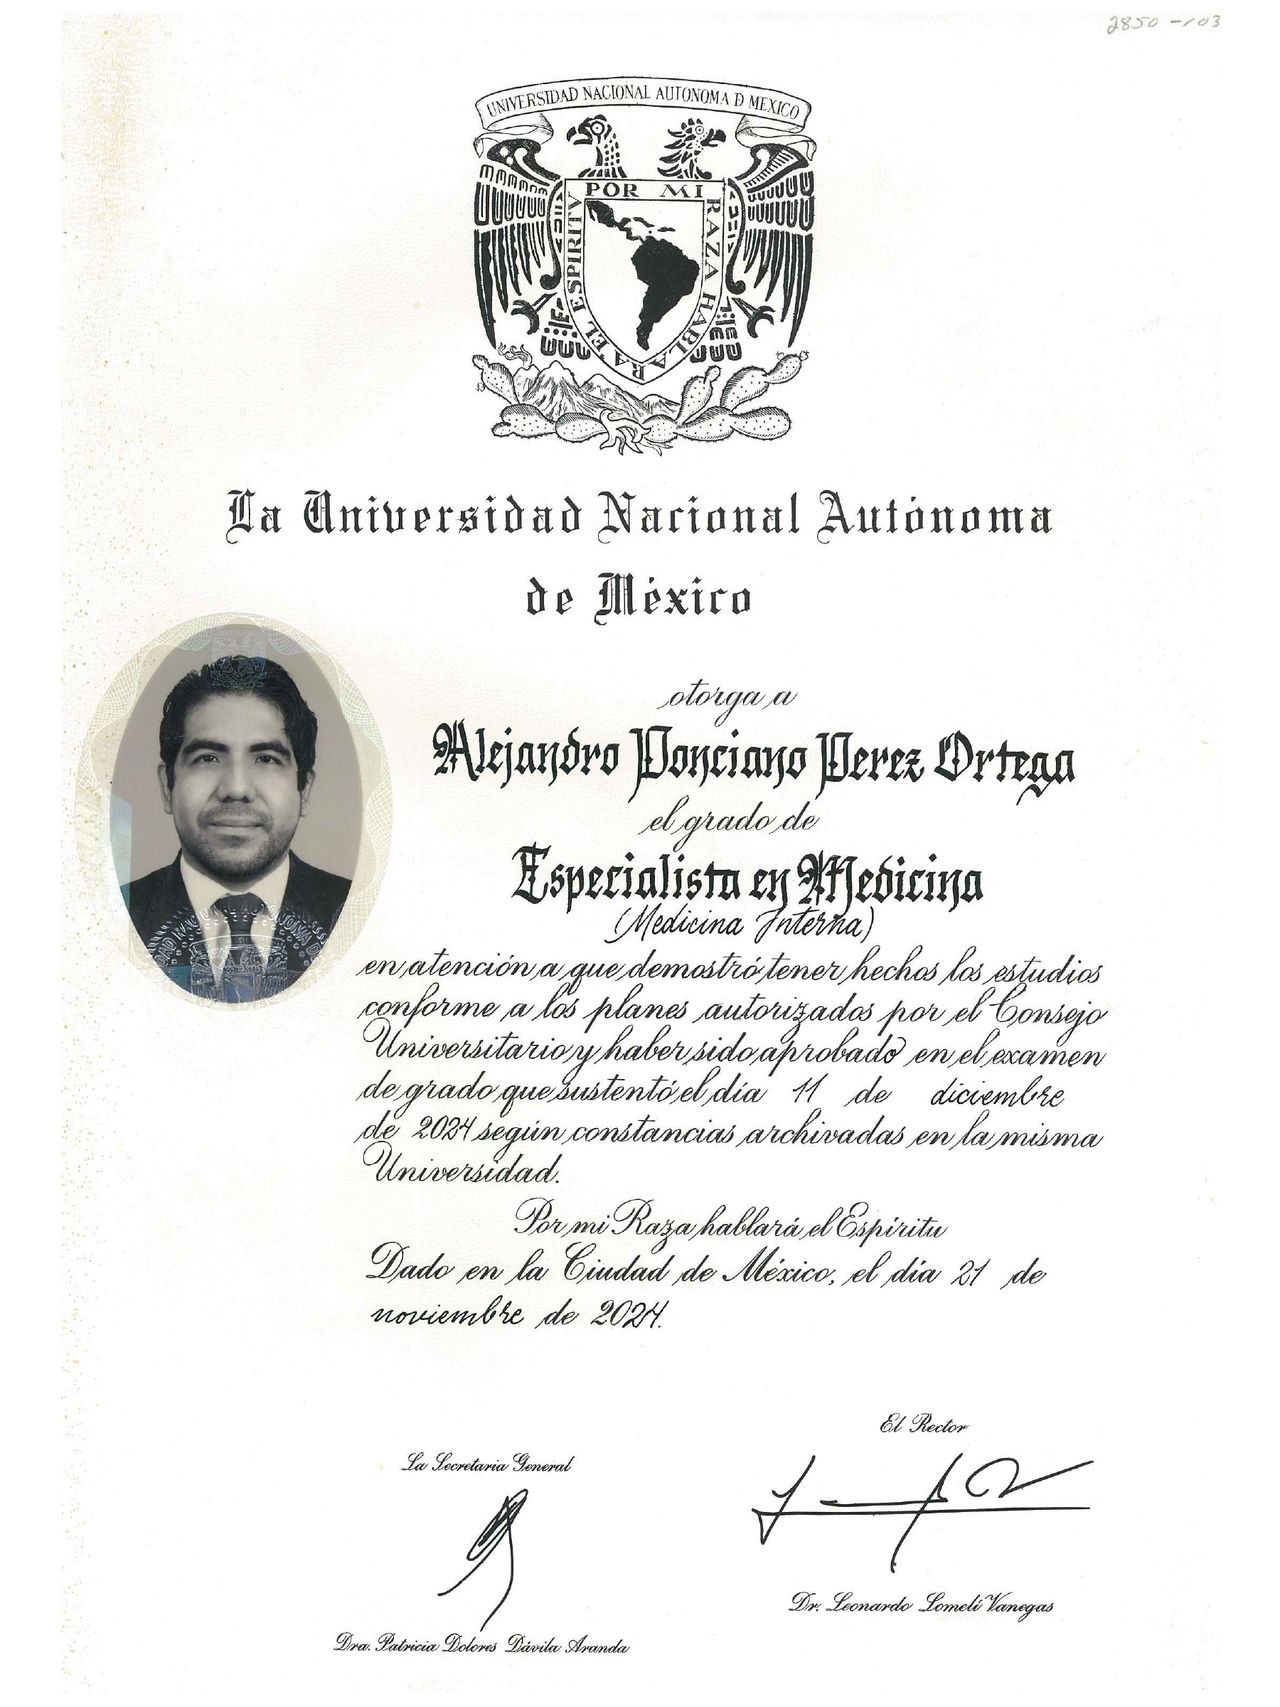 2850-103
UNIVERSIDAD NACIONAL AUTONOMA D MEXICO
POR MI RAZA HABLARA EL ESPIRITU
La Universidad Nacional Autónoma
de México
otorga a
Alejandro Ponciano Perez Ortega
el grado de
Especialista en Medicina
(Medicina Interna)
en atención a que demostró tener hechos los estudios
conforme a los planes autorizados por el Consejo
Universitario y haber sido aprobado en el examen
de grado que sustentó el día 11 de diciembre
de 2024 según constancias archivadas en la misma
Universidad.
Por mi Raza hablará el Espíritu
Dado en la Ciudad de México, el día 21 de
noviembre de 2024.
El Rector
La Secretaria General
Dr. Leonardo Lomelí Vanegas
Dra. Patricia Dolores Dávila Aranda